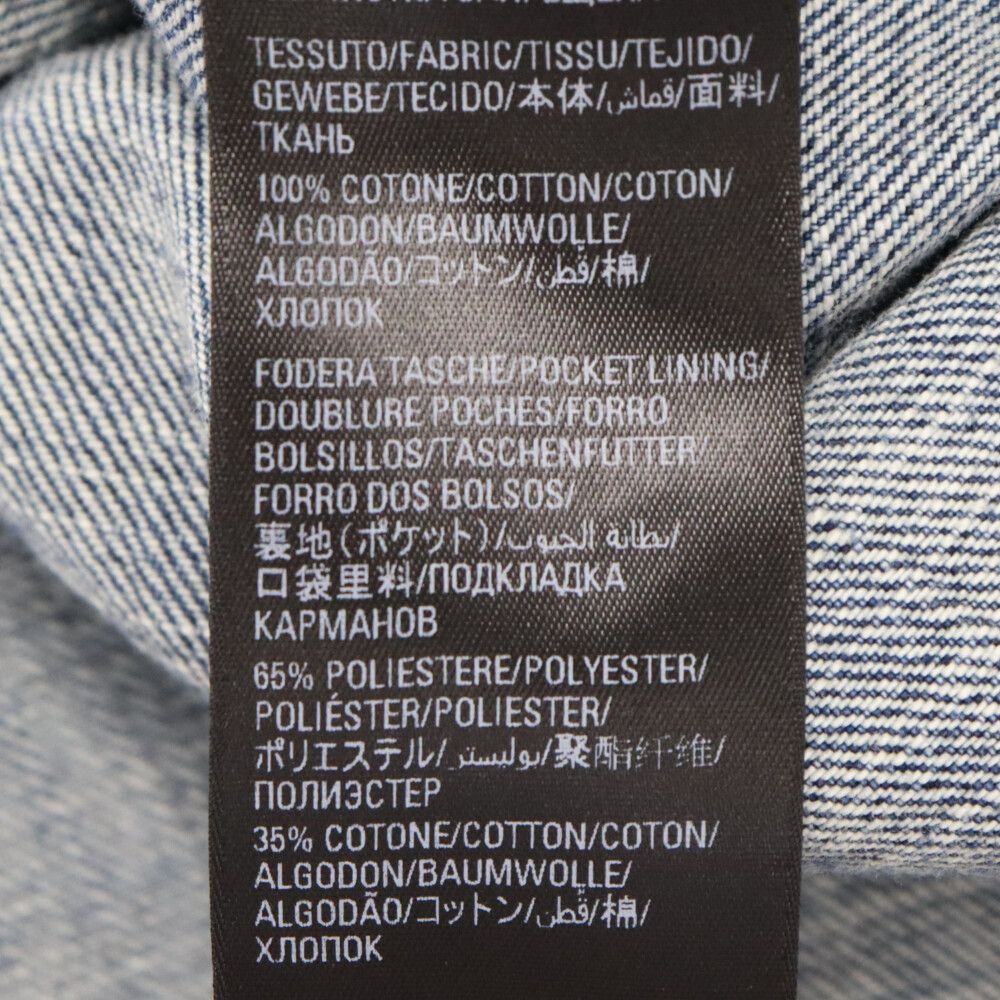 TESSUTO/FABRIC/TISSU/TEJIDO/
GEWEBE/TECIDO/本体/قماش/面料/
ТКАНЬ
100% COTONE/COTTON/COTON/
ALGODON/BAUMWOLLE/
ALGODÃO/コットン/قطن/棉/
ХЛОПОК
FODERA TASCHE/POCKET LINING/
DOUBLURE POCHES/FORRO
BOLSILLOS/TASCHENFUTTER/
FORRO DOS BOLSOS/
裏地(ポケット)/بطانه الجيوب/
口袋里料/ПОДКЛАДКА
КАРМАНОВ
65% POLIESTERE/POLYESTER/
POLIÉSTER/POLIESTER/
ポリエステル/بوليستر/聚酯纤维/
ПОЛИЭСТЕР
35% COTONE/COTTON/COTON/
ALGODON/BAUMWOLLE/
ALGODÃO/コットン/قطن/棉/
ХЛОПОК